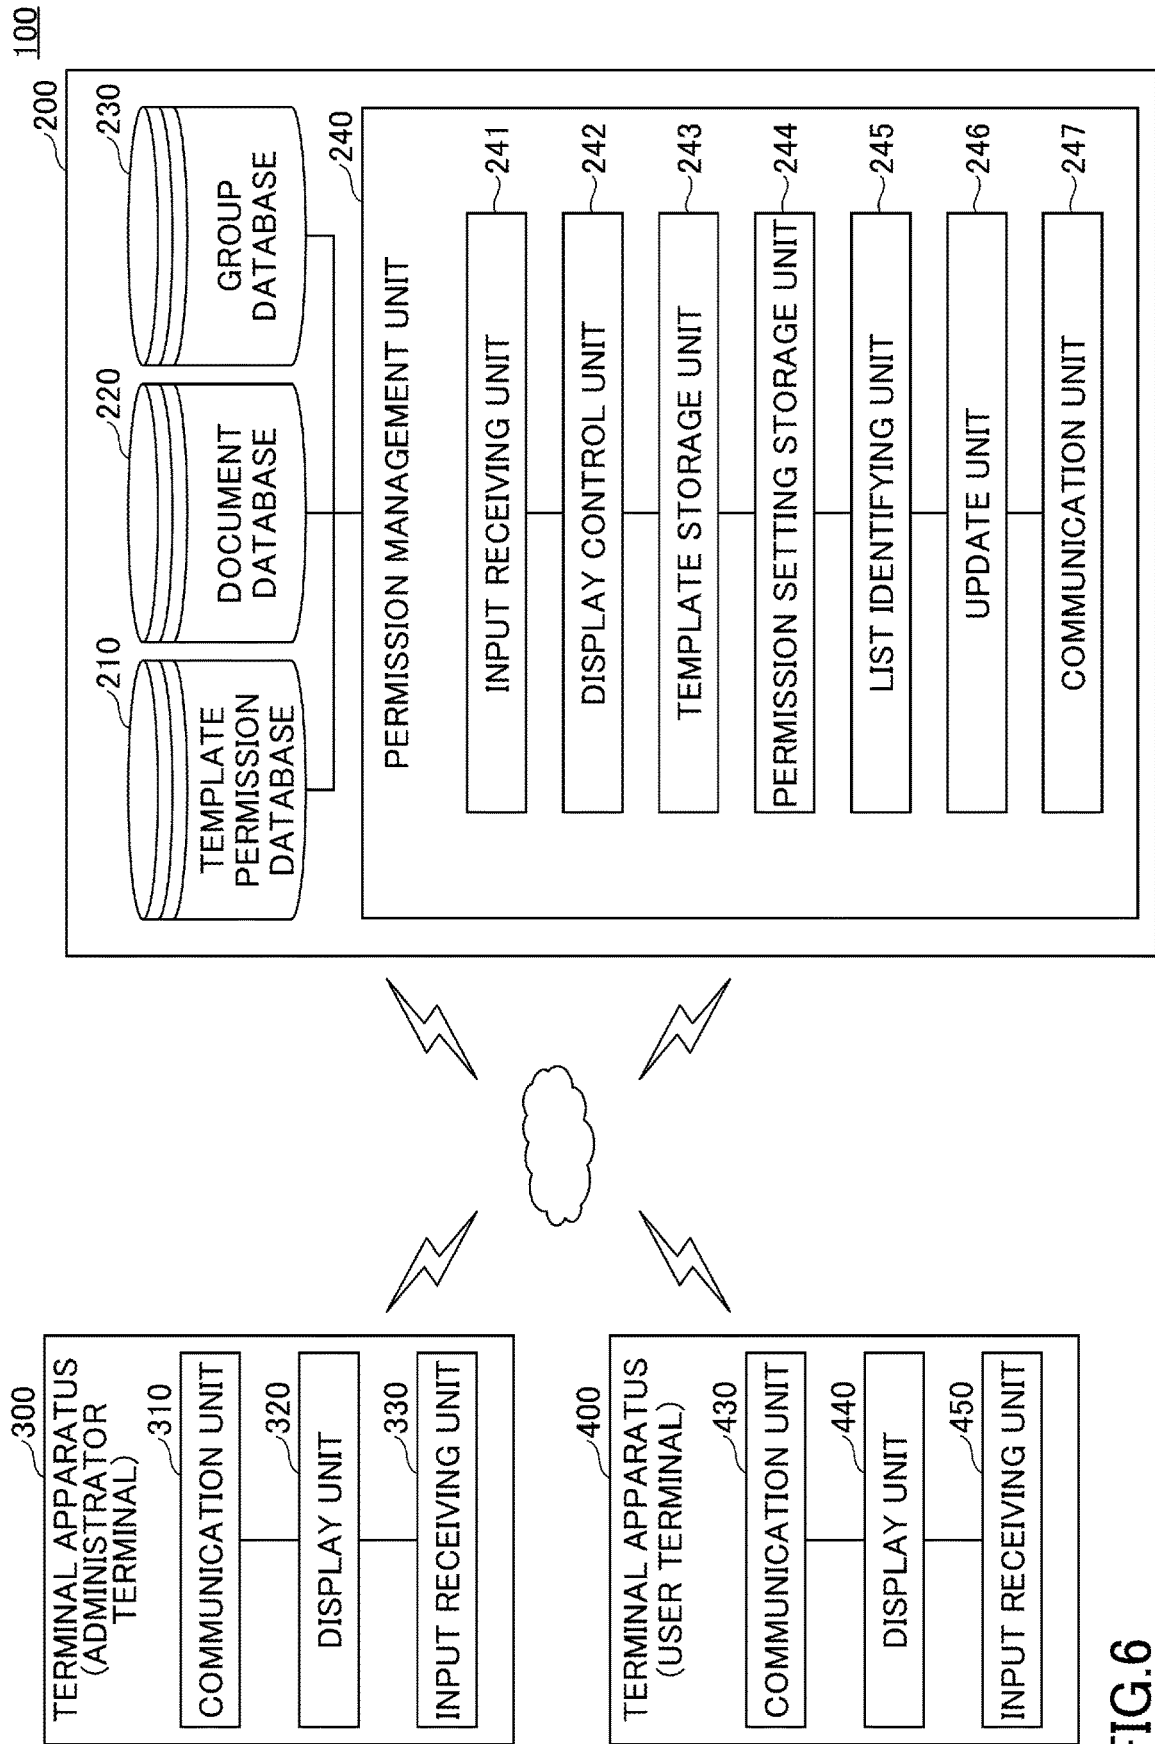 FIG.6
100
300
TERMINAL APPARATUS
(ADMINISTRATOR
TERMINAL)
310
COMMUNICATION UNIT
320
DISPLAY UNIT
330
INPUT RECEIVING UNIT
400
TERMINAL APPARATUS
(USER TERMINAL)
430
COMMUNICATION UNIT
440
DISPLAY UNIT
450
INPUT RECEIVING UNIT
200
210
TEMPLATE
PERMISSION
DATABASE
220
DOCUMENT
DATABASE
230
GROUP
DATABASE
240
PERMISSION MANAGEMENT UNIT
INPUT RECEIVING UNIT
241
DISPLAY CONTROL UNIT
242
TEMPLATE STORAGE UNIT
243
PERMISSION SETTING STORAGE UNIT
244
LIST IDENTIFYING UNIT
245
UPDATE UNIT
246
COMMUNICATION UNIT
247